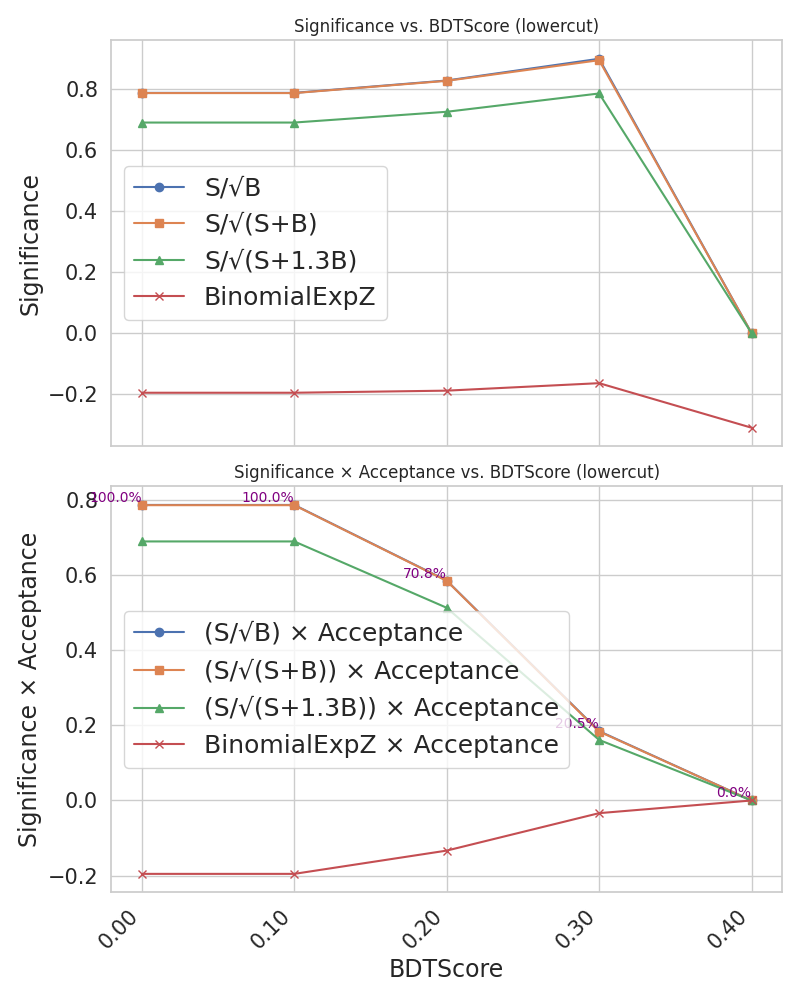 Significance vs. BDTScore (lowercut)
Significance
0.8
0.6
0.4
0.2
0.0
−0.2
S/√B
S/√(S+B)
S/√(S+1.3B)
BinomialExpZ
Significance × Acceptance vs. BDTScore (lowercut)
Significance × Acceptance
0.8
0.6
0.4
0.2
0.0
−0.2
100.0%
100.0%
70.8%
20.5%
0.0%
(S/√B) × Acceptance
(S/√(S+B)) × Acceptance
(S/√(S+1.3B)) × Acceptance
BinomialExpZ × Acceptance
0.00
0.10
0.20
0.30
0.40
BDTScore